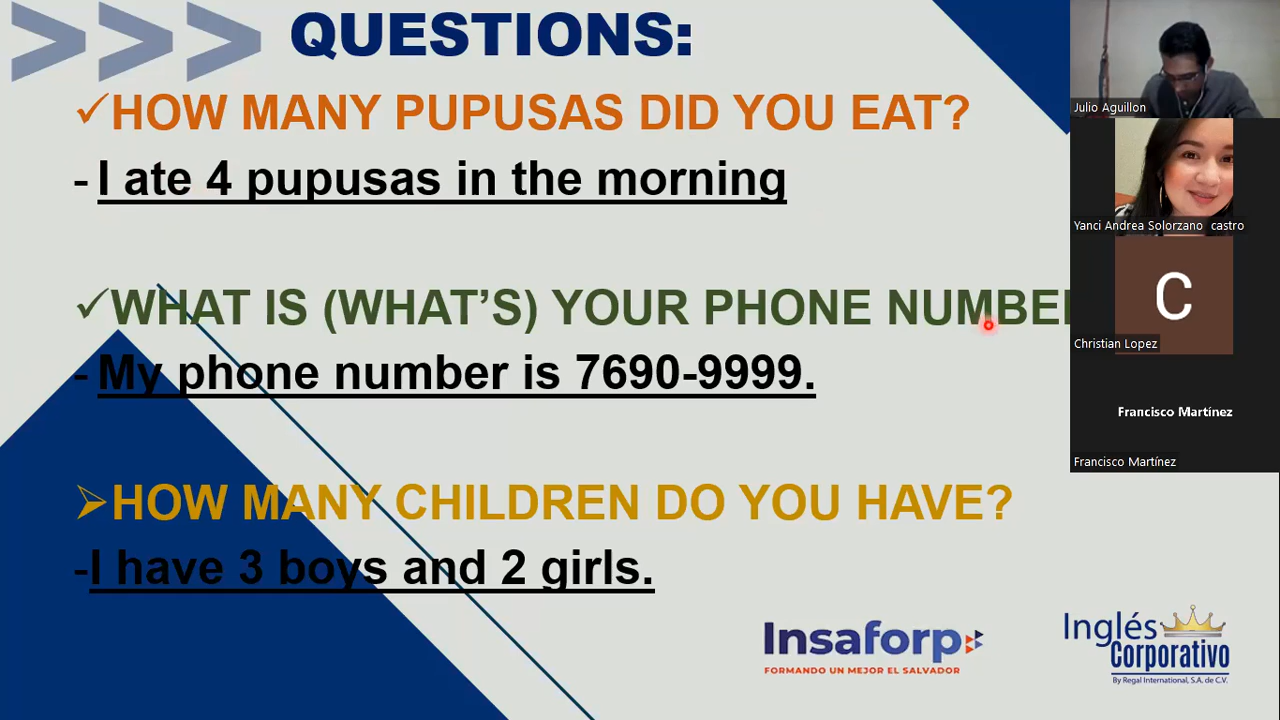 QUESTIONS:
✓HOW MANY PUPUSAS DID YOU EAT?
- I ate 4 pupusas in the morning
✓WHAT IS (WHAT’S) YOUR PHONE NUMBER
- My phone number is 7690-9999.
➢HOW MANY CHILDREN DO YOU HAVE?
-I have 3 boys and 2 girls.
Insaforp
FORMANDO UN MEJOR EL SALVADOR
Inglés
Corporativo
By Regal International, S.A. de C.V.
Julio Aguillon
Yanci Andrea Solorzano castro
C
Christian Lopez
Francisco Martínez
Francisco Martínez